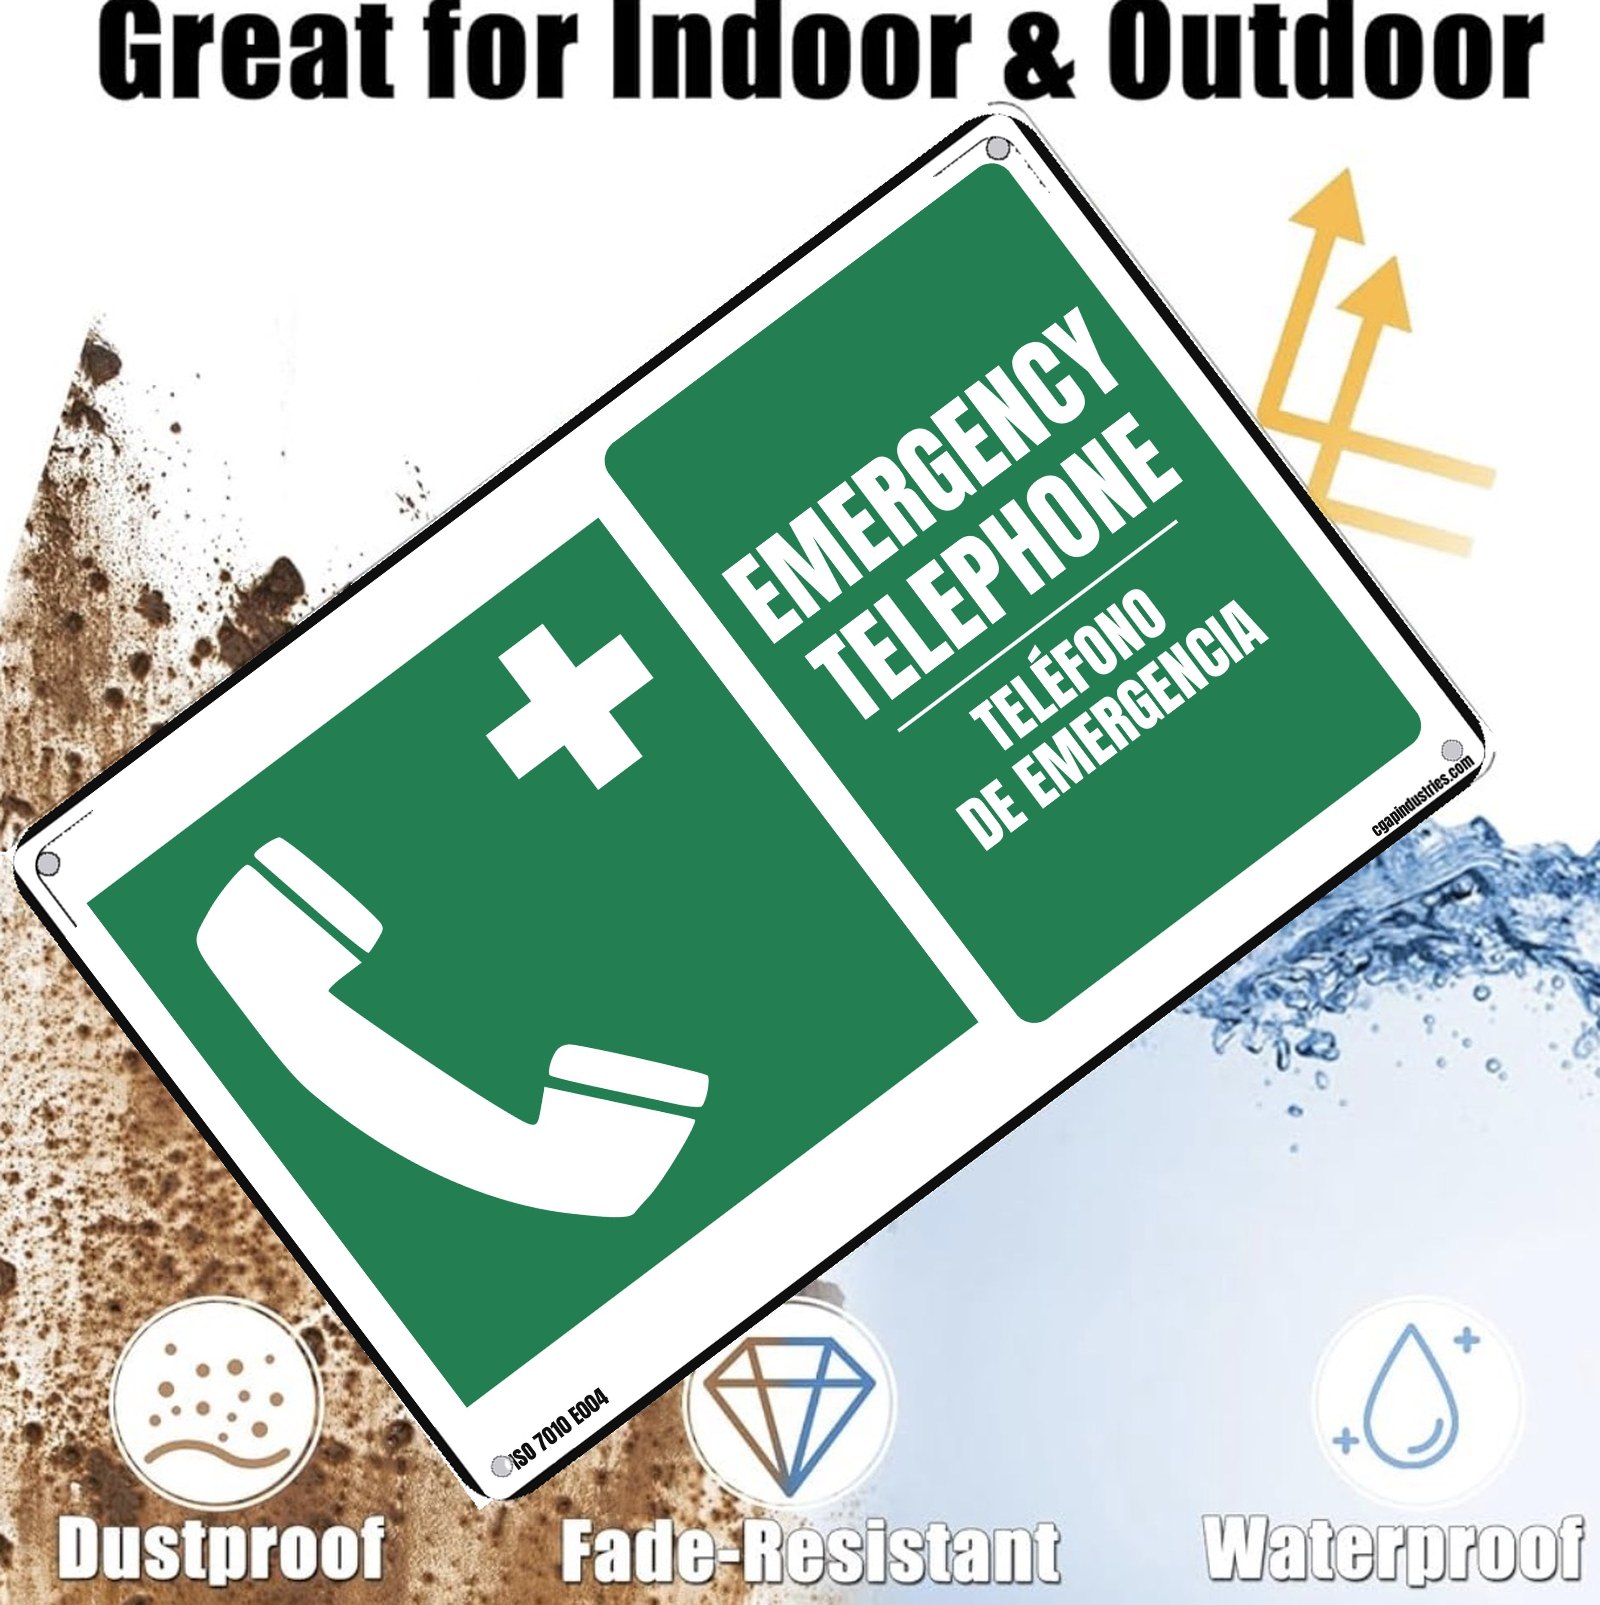 Great for Indoor & Outdoor
EMERGENCY
TELEPHONE
TELÉFONO
DE EMERGENCIA
cgapindustries.com
ISO 7010 E004
Dustproof
Fade-Resistant
Waterproof